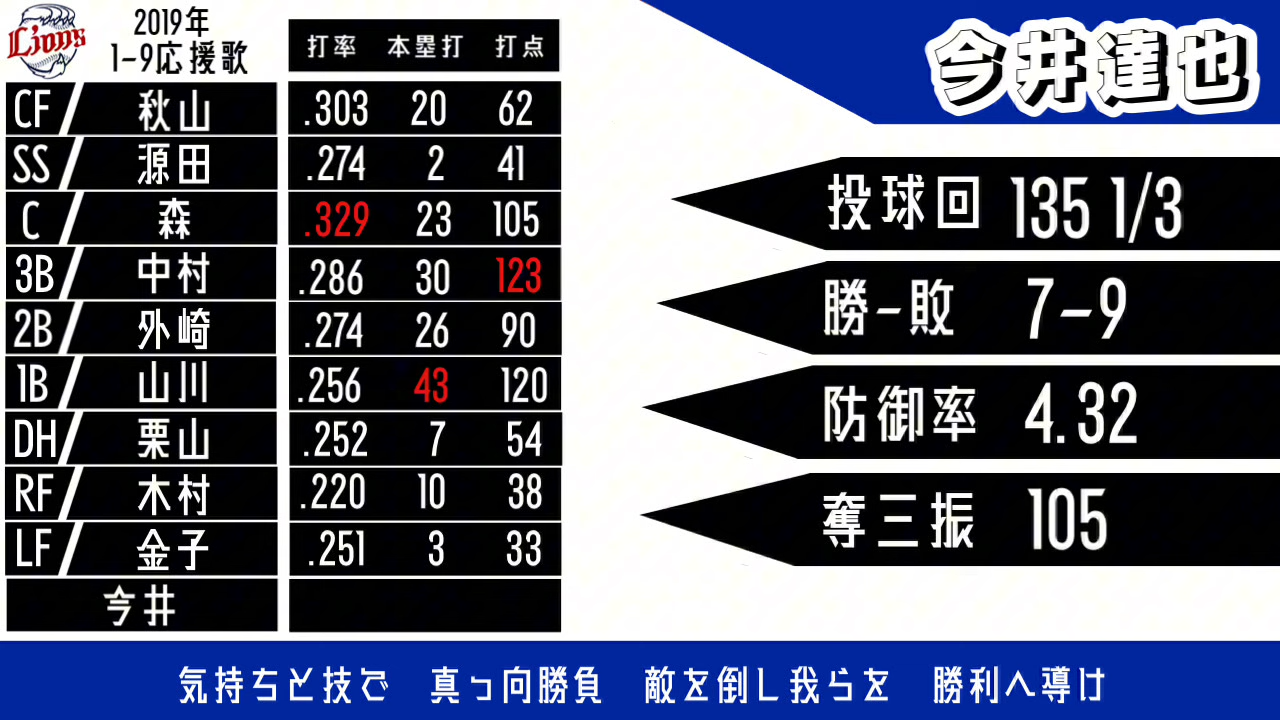 Lions
2019年
1-9応援歌
打率 本塁打 打点
CF/ 秋山 .303 20 62
SS/ 源田 .274 2 41
C/ 森 .329 23 105
3B/ 中村 .286 30 123
2B/ 外崎 .274 26 90
1B/ 山川 .256 43 120
DH/ 栗山 .252 7 54
RF/ 木村 .220 10 38
LF/ 金子 .251 3 33
今井
今井達也
投球回 135 1/3
勝-敗 7-9
防御率 4.32
奪三振 105
気持ちと技で 真っ向勝負 敵を倒し我らを 勝利へ導け